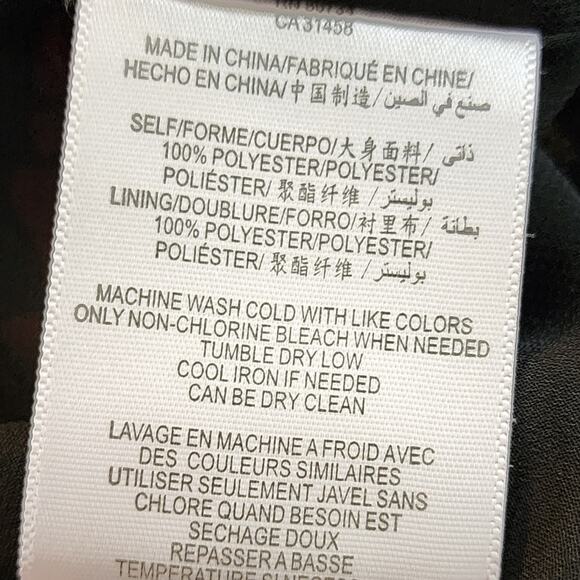 CA 31458
MADE IN CHINA/FABRIQUÉ EN CHINE/
HECHO EN CHINA/中国制造/صنع في الصين
SELF/FORME/CUERPO/大身面料/ ذاتى
100% POLYESTER/POLYESTER/
POLIÉSTER/ 聚酯纤维 /بوليستر
LINING/DOUBLURE/FORRO/衬里布/ بطانة
100% POLYESTER/POLYESTER/
POLIÉSTER/ 聚酯纤维 /بوليستر
MACHINE WASH COLD WITH LIKE COLORS
ONLY NON-CHLORINE BLEACH WHEN NEEDED
TUMBLE DRY LOW
COOL IRON IF NEEDED
CAN BE DRY CLEAN
LAVAGE EN MACHINE A FROID AVEC
DES COULEURS SIMILAIRES
UTILISER SEULEMENT JAVEL SANS
CHLORE QUAND BESOIN EST
SECHAGE DOUX
REPASSER A BASSE